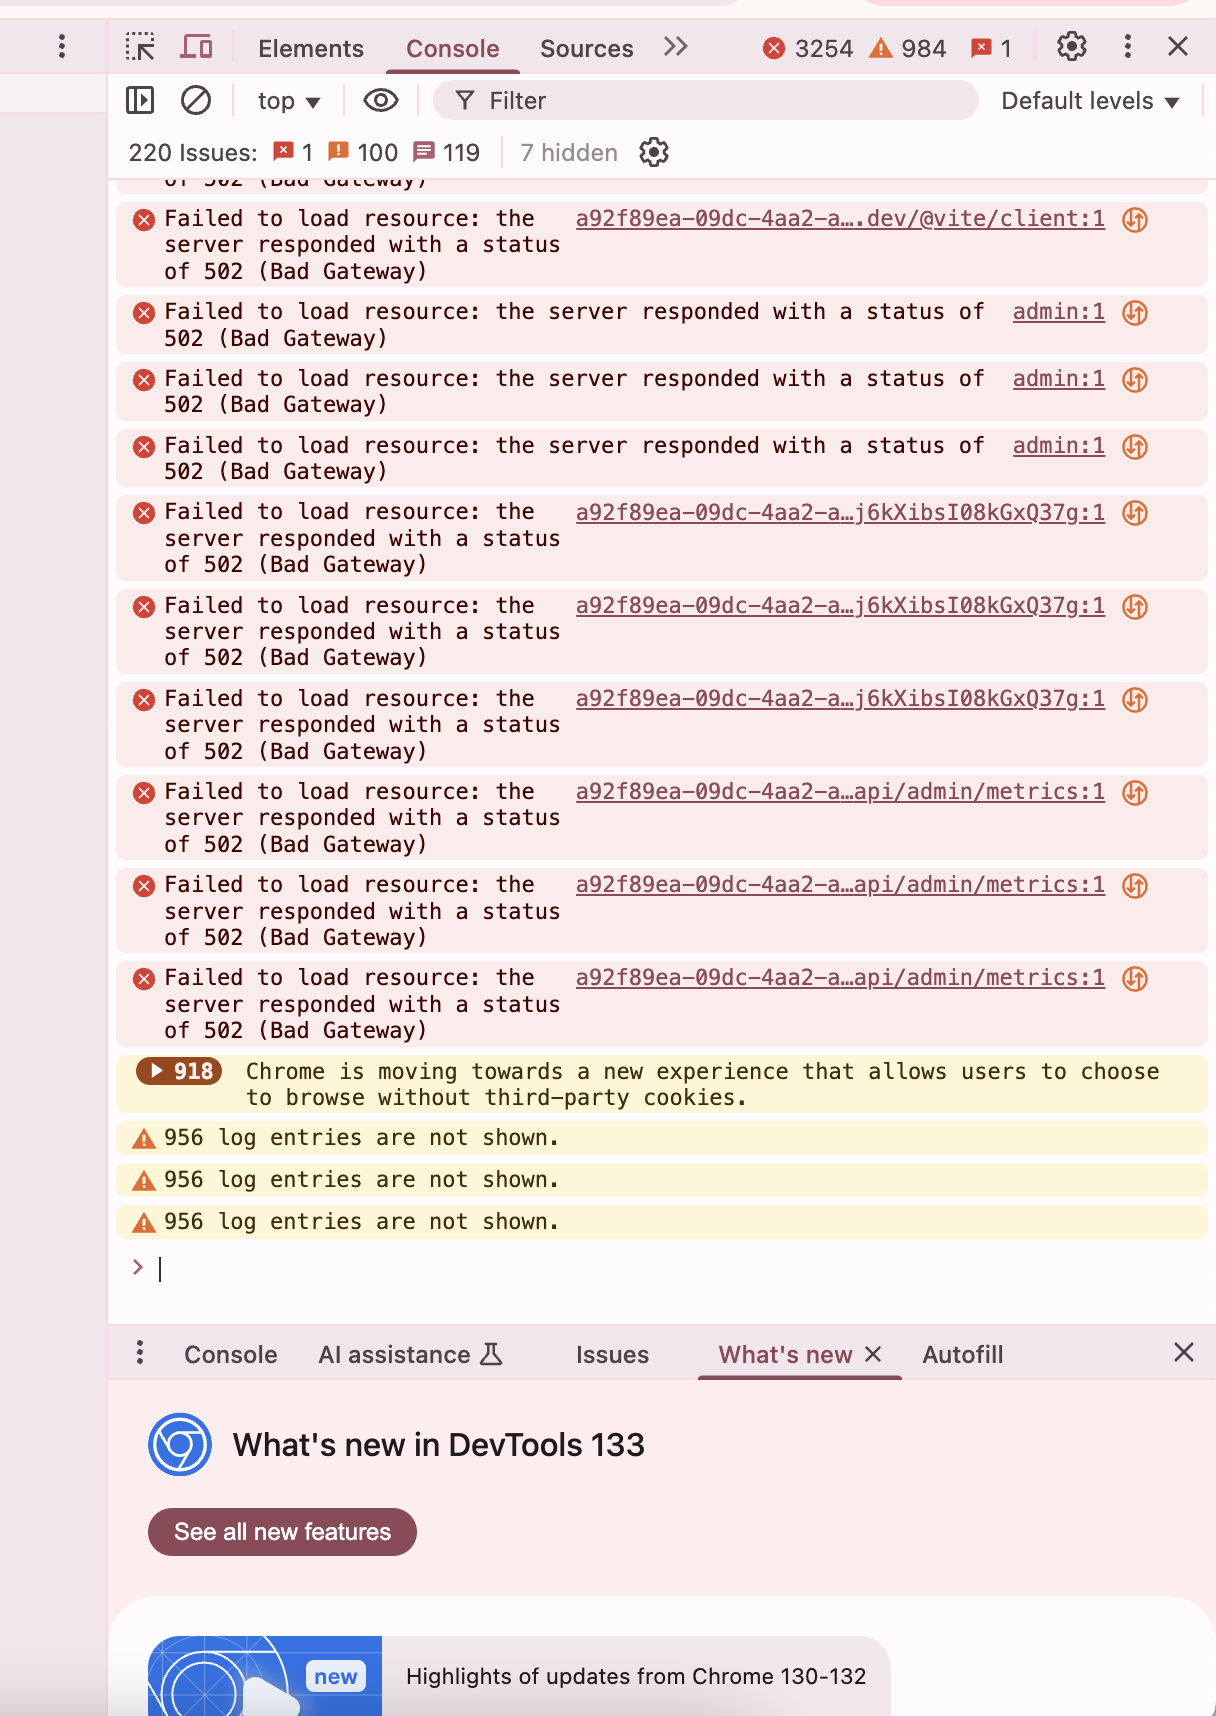 Elements Console Sources 3254 984 1
top Filter Default levels
220 Issues: 1 100 119 7 hidden
of 502 (Bad Gateway)
Failed to load resource: the a92f89ea-09dc-4aa2-a….dev/@vite/client:1
server responded with a status
of 502 (Bad Gateway)
Failed to load resource: the server responded with a status of admin:1
502 (Bad Gateway)
Failed to load resource: the server responded with a status of admin:1
502 (Bad Gateway)
Failed to load resource: the server responded with a status of admin:1
502 (Bad Gateway)
Failed to load resource: the a92f89ea-09dc-4aa2-a…j6kXibsI08kGxQ37g:1
server responded with a status
of 502 (Bad Gateway)
Failed to load resource: the a92f89ea-09dc-4aa2-a…j6kXibsI08kGxQ37g:1
server responded with a status
of 502 (Bad Gateway)
Failed to load resource: the a92f89ea-09dc-4aa2-a…j6kXibsI08kGxQ37g:1
server responded with a status
of 502 (Bad Gateway)
Failed to load resource: the a92f89ea-09dc-4aa2-a…api/admin/metrics:1
server responded with a status
of 502 (Bad Gateway)
Failed to load resource: the a92f89ea-09dc-4aa2-a…api/admin/metrics:1
server responded with a status
of 502 (Bad Gateway)
Failed to load resource: the a92f89ea-09dc-4aa2-a…api/admin/metrics:1
server responded with a status
of 502 (Bad Gateway)
918 Chrome is moving towards a new experience that allows users to choose
to browse without third-party cookies.
956 log entries are not shown.
956 log entries are not shown.
956 log entries are not shown.
Console AI assistance Issues What's new Autofill
What's new in DevTools 133
See all new features
new Highlights of updates from Chrome 130-132